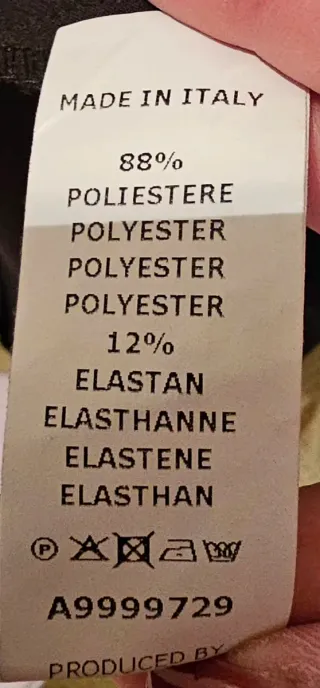 MADE IN ITALY
88%
POLIESTERE
POLYESTER
POLYESTER
POLYESTER
12%
ELASTAN
ELASTHANNE
ELASTENE
ELASTHAN
P
A9999729
PRODUCED BY